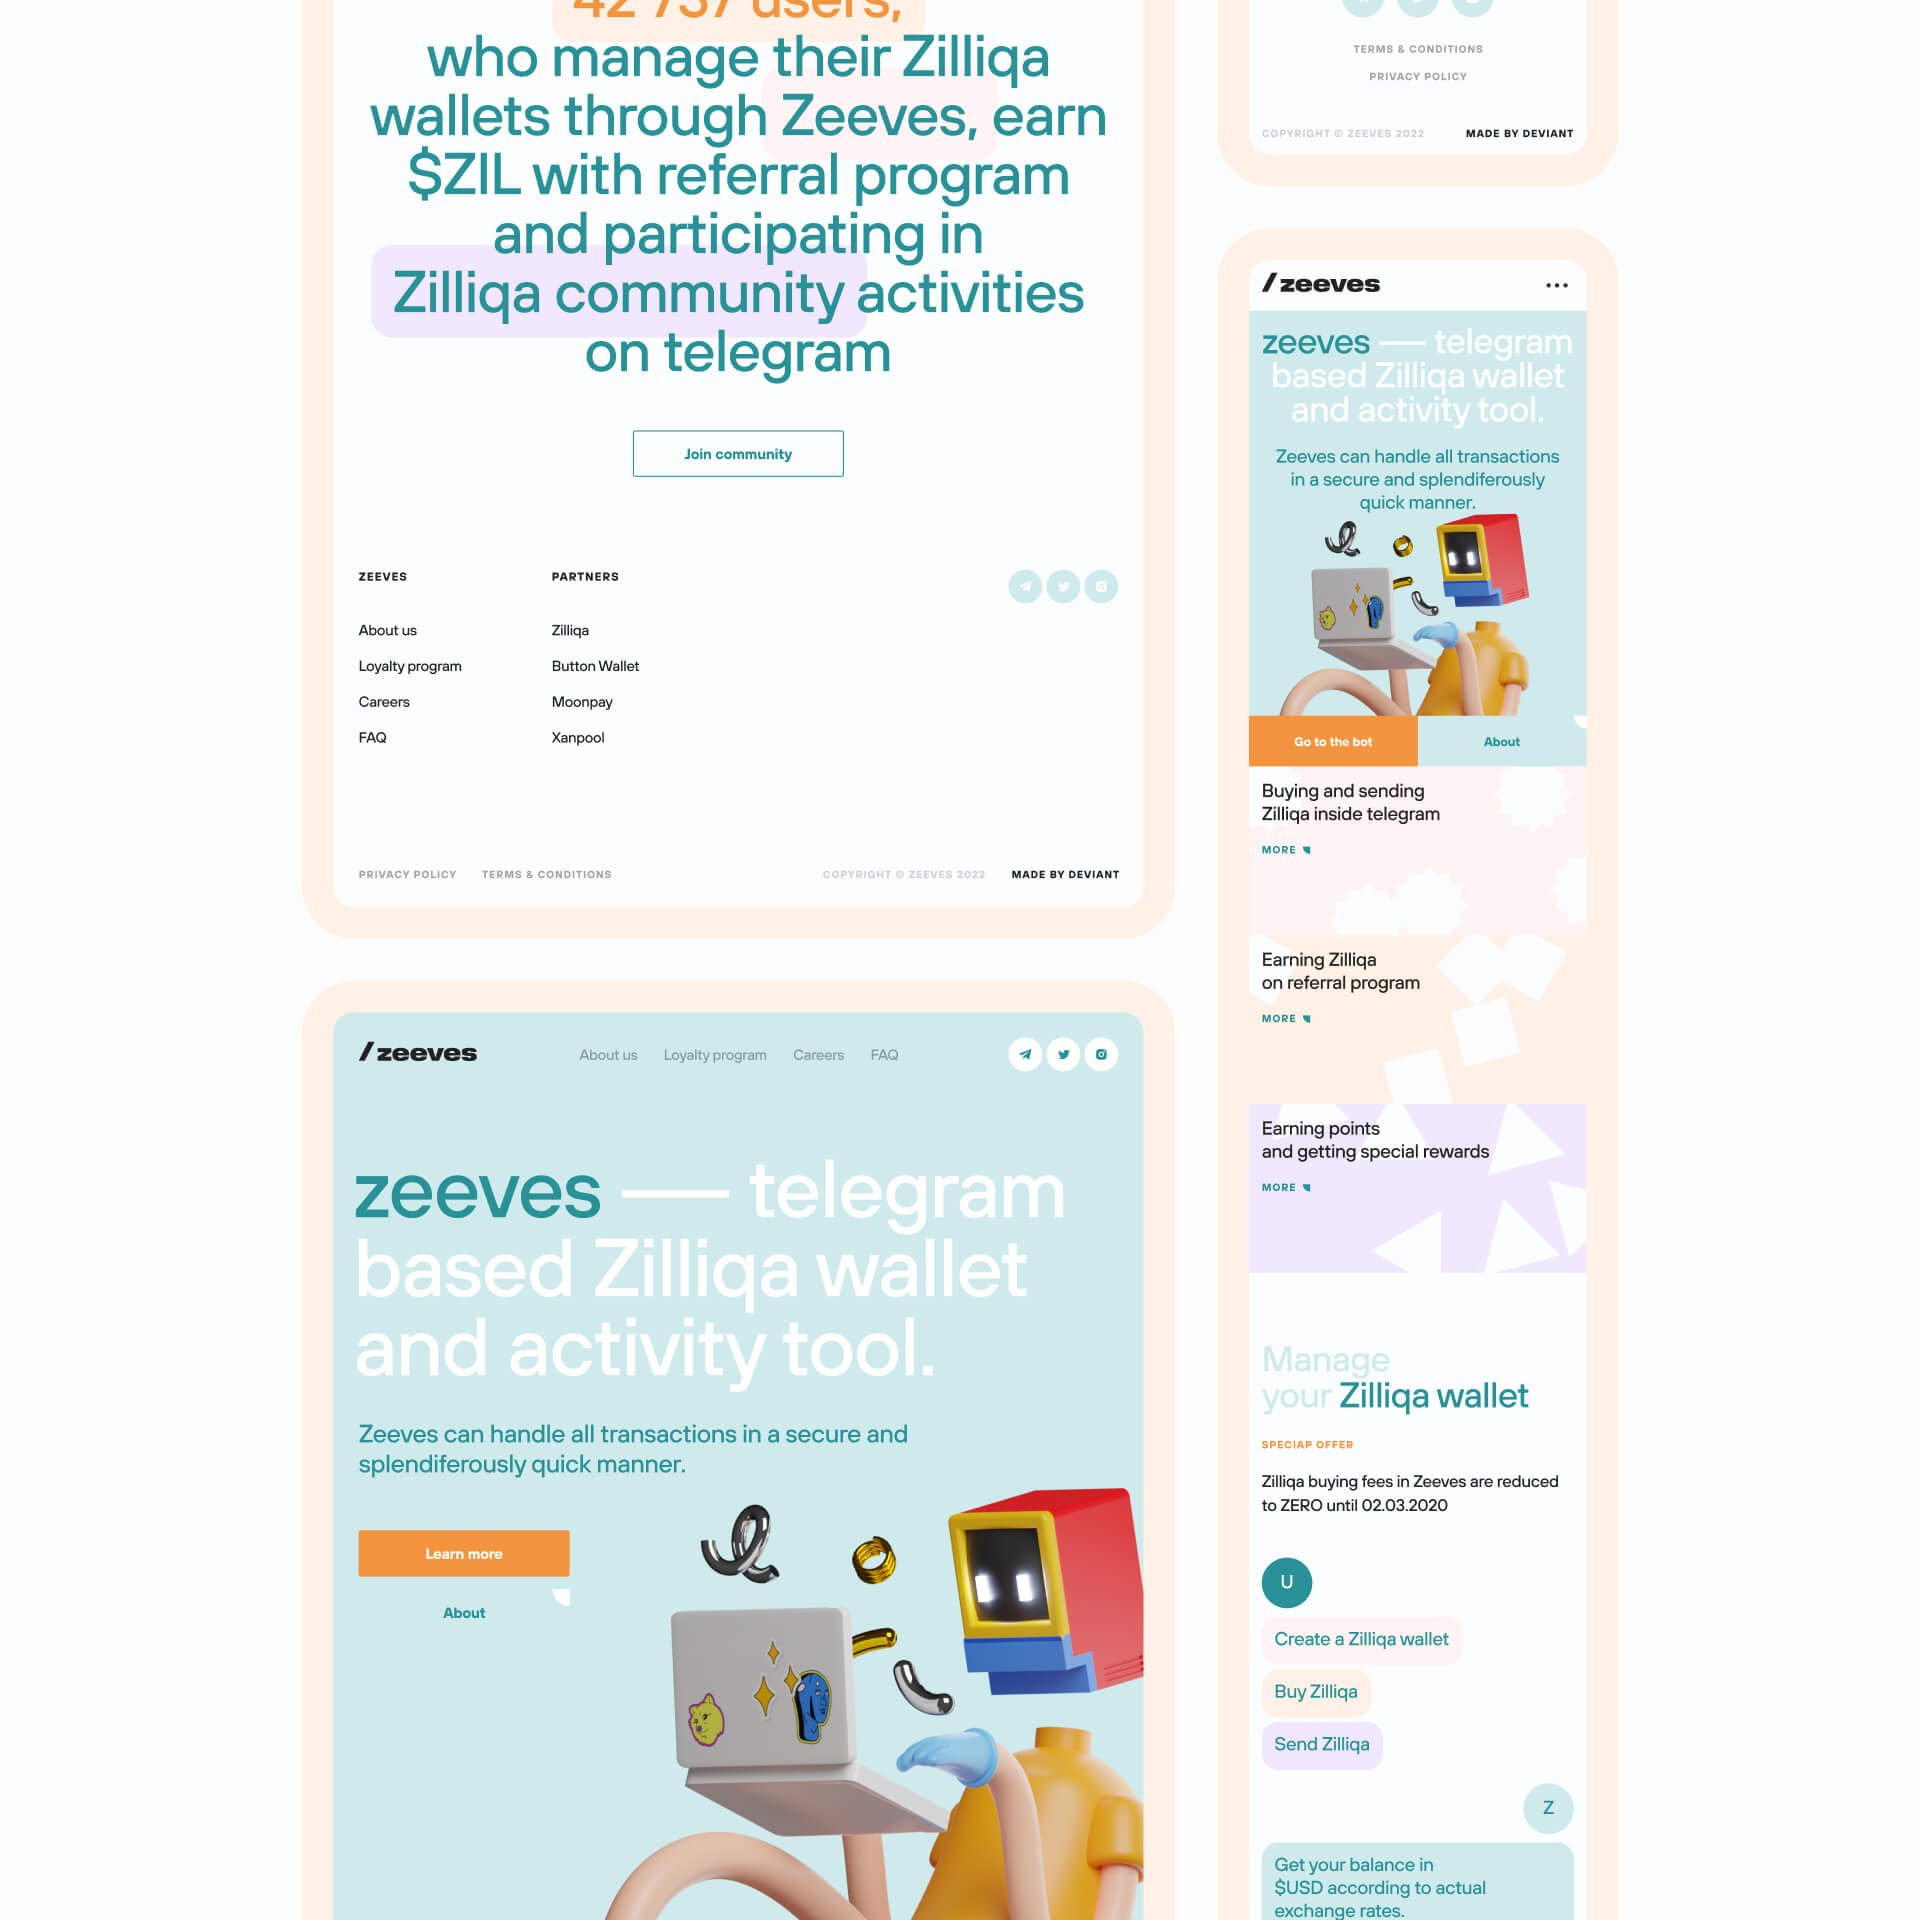 42 757 users,
who manage their Zilliqa
wallets through Zeeves, earn
$ZIL with referral program
and participating in
Zilliqa community activities
on telegram
Join community
ZEEVES
About us
Loyalty program
Careers
FAQ
PARTNERS
Zilliqa
Button Wallet
Moonpay
Xanpool
PRIVACY POLICY
TERMS & CONDITIONS
COPYRIGHT © ZEEVES 2022
MADE BY DEVIANT
/zeeves
About us
Loyalty program
Careers
FAQ
zeeves — telegram
based Zilliqa wallet
and activity tool.
Zeeves can handle all transactions in a secure and
splendiferously quick manner.
Learn more
About
TERMS & CONDITIONS
PRIVACY POLICY
COPYRIGHT © ZEEVES 2022
MADE BY DEVIANT
/zeeves
zeeves — telegram
based Zilliqa wallet
and activity tool.
Zeeves can handle all transactions
in a secure and splendiferously
quick manner.
Go to the bot
About
Buying and sending
Zilliqa inside telegram
MORE
Earning Zilliqa
on referral program
MORE
Earning points
and getting special rewards
MORE
Manage
your Zilliqa wallet
SPECIAP OFFER
Zilliqa buying fees in Zeeves are reduced
to ZERO until 02.03.2020
U
Create a Zilliqa wallet
Buy Zilliqa
Send Zilliqa
Z
Get your balance in
$USD according to actual
exchange rates.